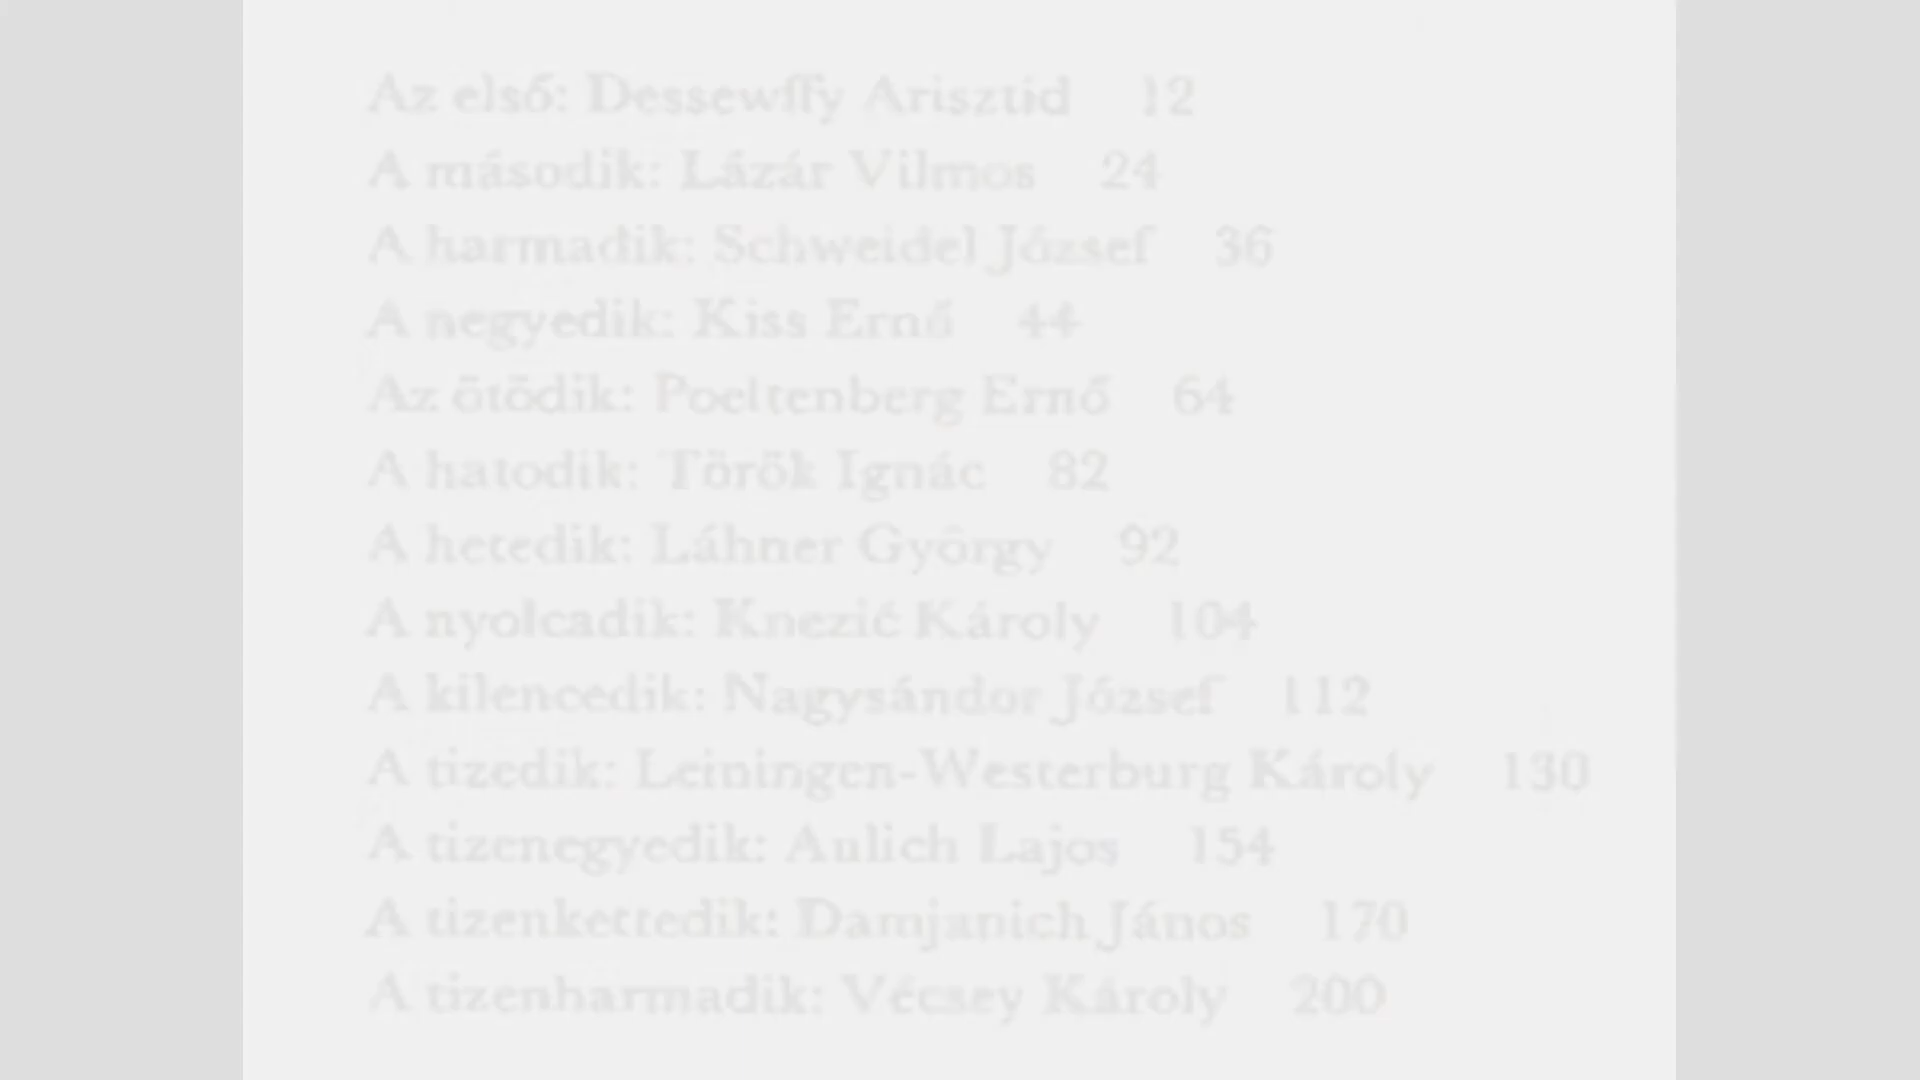 Az első: Dessewffy Arisztid 12
A második: Lázár Vilmos 24
A harmadik: Schweidel József 36
A negyedik: Kiss Ernő 44
Az ötödik: Poeltenberg Ernő 64
A hatodik: Török Ignác 82
A hetedik: Láhner György 92
A nyolcadik: Knezić Károly 104
A kilencedik: Nagysándor József 112
A tizedik: Leiningen-Westerburg Károly 130
A tizenegyedik: Aulich Lajos 154
A tizenkettedik: Damjanich János 170
A tizenharmadik: Vécsey Károly 200